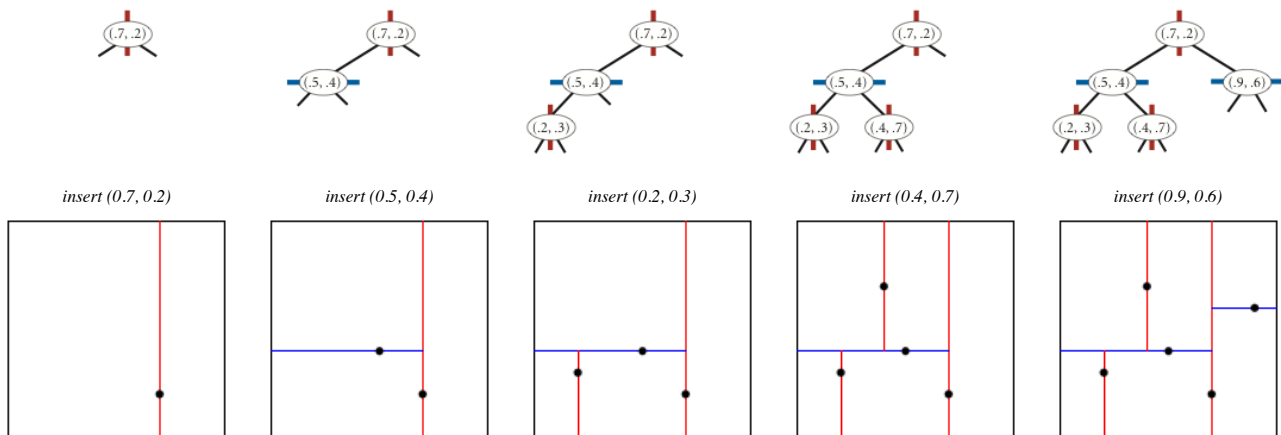 (.7, .2) (.7, .2) (.7, .2) (.7, .2) (.7, .2)
(.5, .4) (.5, .4) (.5, .4) (.5, .4) (.9, .6)
(.2, .3) (.2, .3) (.4, .7) (.2, .3) (.4, .7)
insert (0.7, 0.2) insert (0.5, 0.4) insert (0.2, 0.3) insert (0.4, 0.7) insert (0.9, 0.6)